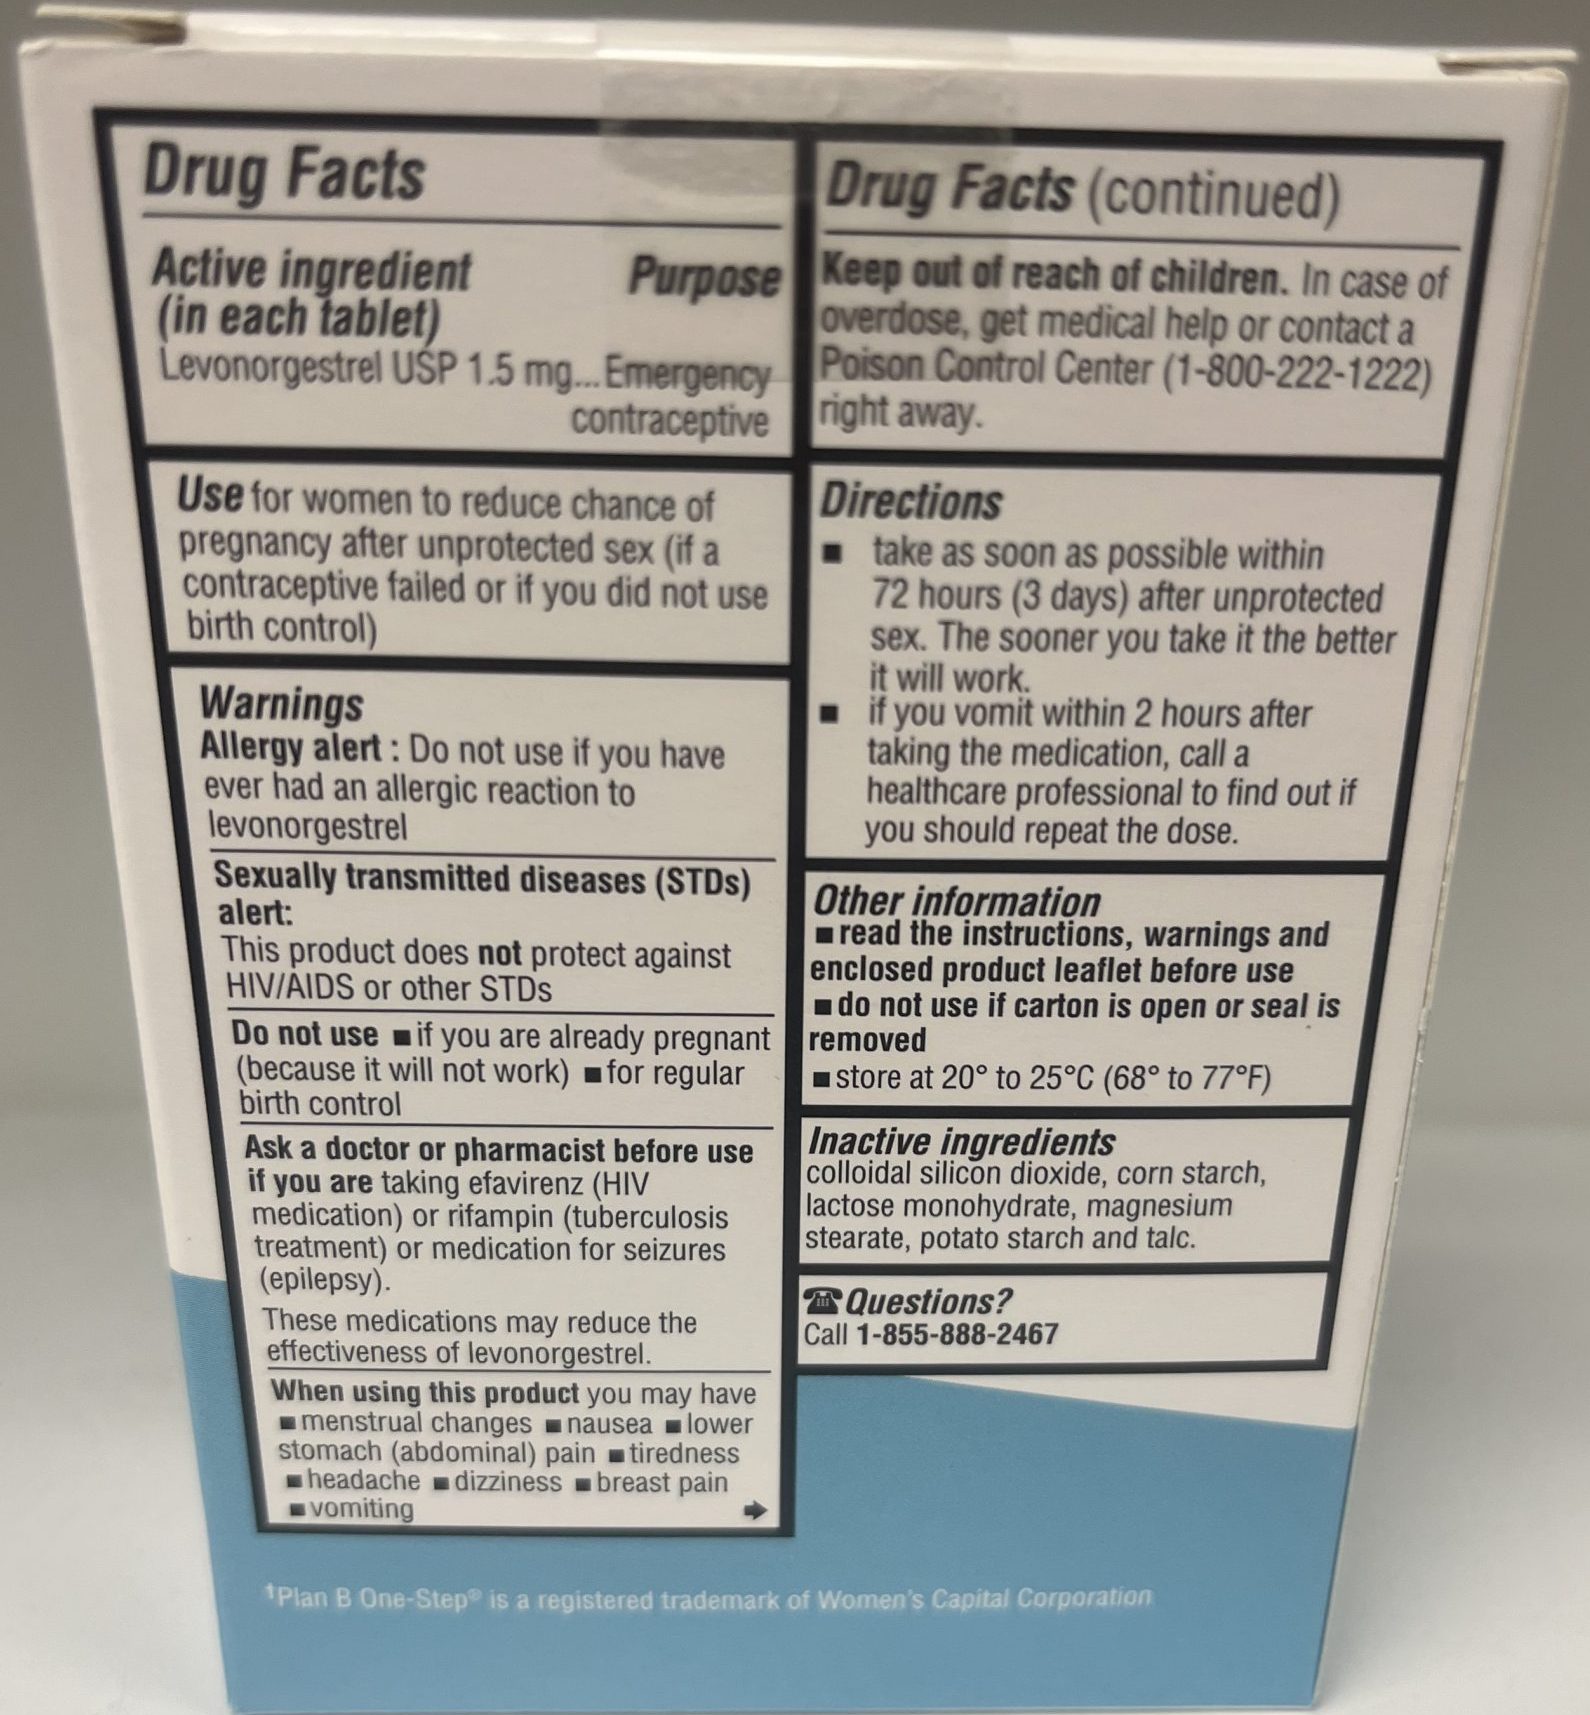 Drug Facts
Active ingredient Purpose
(in each tablet)
Levonorgestrel USP 1.5 mg... Emergency
contraceptive
Use for women to reduce chance of
pregnancy after unprotected sex (if a
contraceptive failed or if you did not use
birth control)
Warnings
Allergy alert : Do not use if you have
ever had an allergic reaction to
levonorgestrel
Sexually transmitted diseases (STDs)
alert:
This product does not protect against
HIV/AIDS or other STDs
Do not use ■ if you are already pregnant
(because it will not work) ■ for regular
birth control
Ask a doctor or pharmacist before use
if you are taking efavirenz (HIV
medication) or rifampin (tuberculosis
treatment) or medication for seizures
(epilepsy).
These medications may reduce the
effectiveness of levonorgestrel.
When using this product you may have
■ menstrual changes ■ nausea ■ lower
stomach (abdominal) pain ■ tiredness
■ headache ■ dizziness ■ breast pain
■ vomiting
Drug Facts (continued)
Keep out of reach of children. In case of
overdose, get medical help or contact a
Poison Control Center (1-800-222-1222)
right away.
Directions
■ take as soon as possible within
72 hours (3 days) after unprotected
sex. The sooner you take it the better
it will work.
■ if you vomit within 2 hours after
taking the medication, call a
healthcare professional to find out if
you should repeat the dose.
Other information
■ read the instructions, warnings and
enclosed product leaflet before use
■ do not use if carton is open or seal is
removed
■ store at 20° to 25°C (68° to 77°F)
Inactive ingredients
colloidal silicon dioxide, corn starch,
lactose monohydrate, magnesium
stearate, potato starch and talc.
☎ Questions?
Call 1-855-888-2467
†Plan B One-Step® is a registered trademark of Women's Capital Corporation